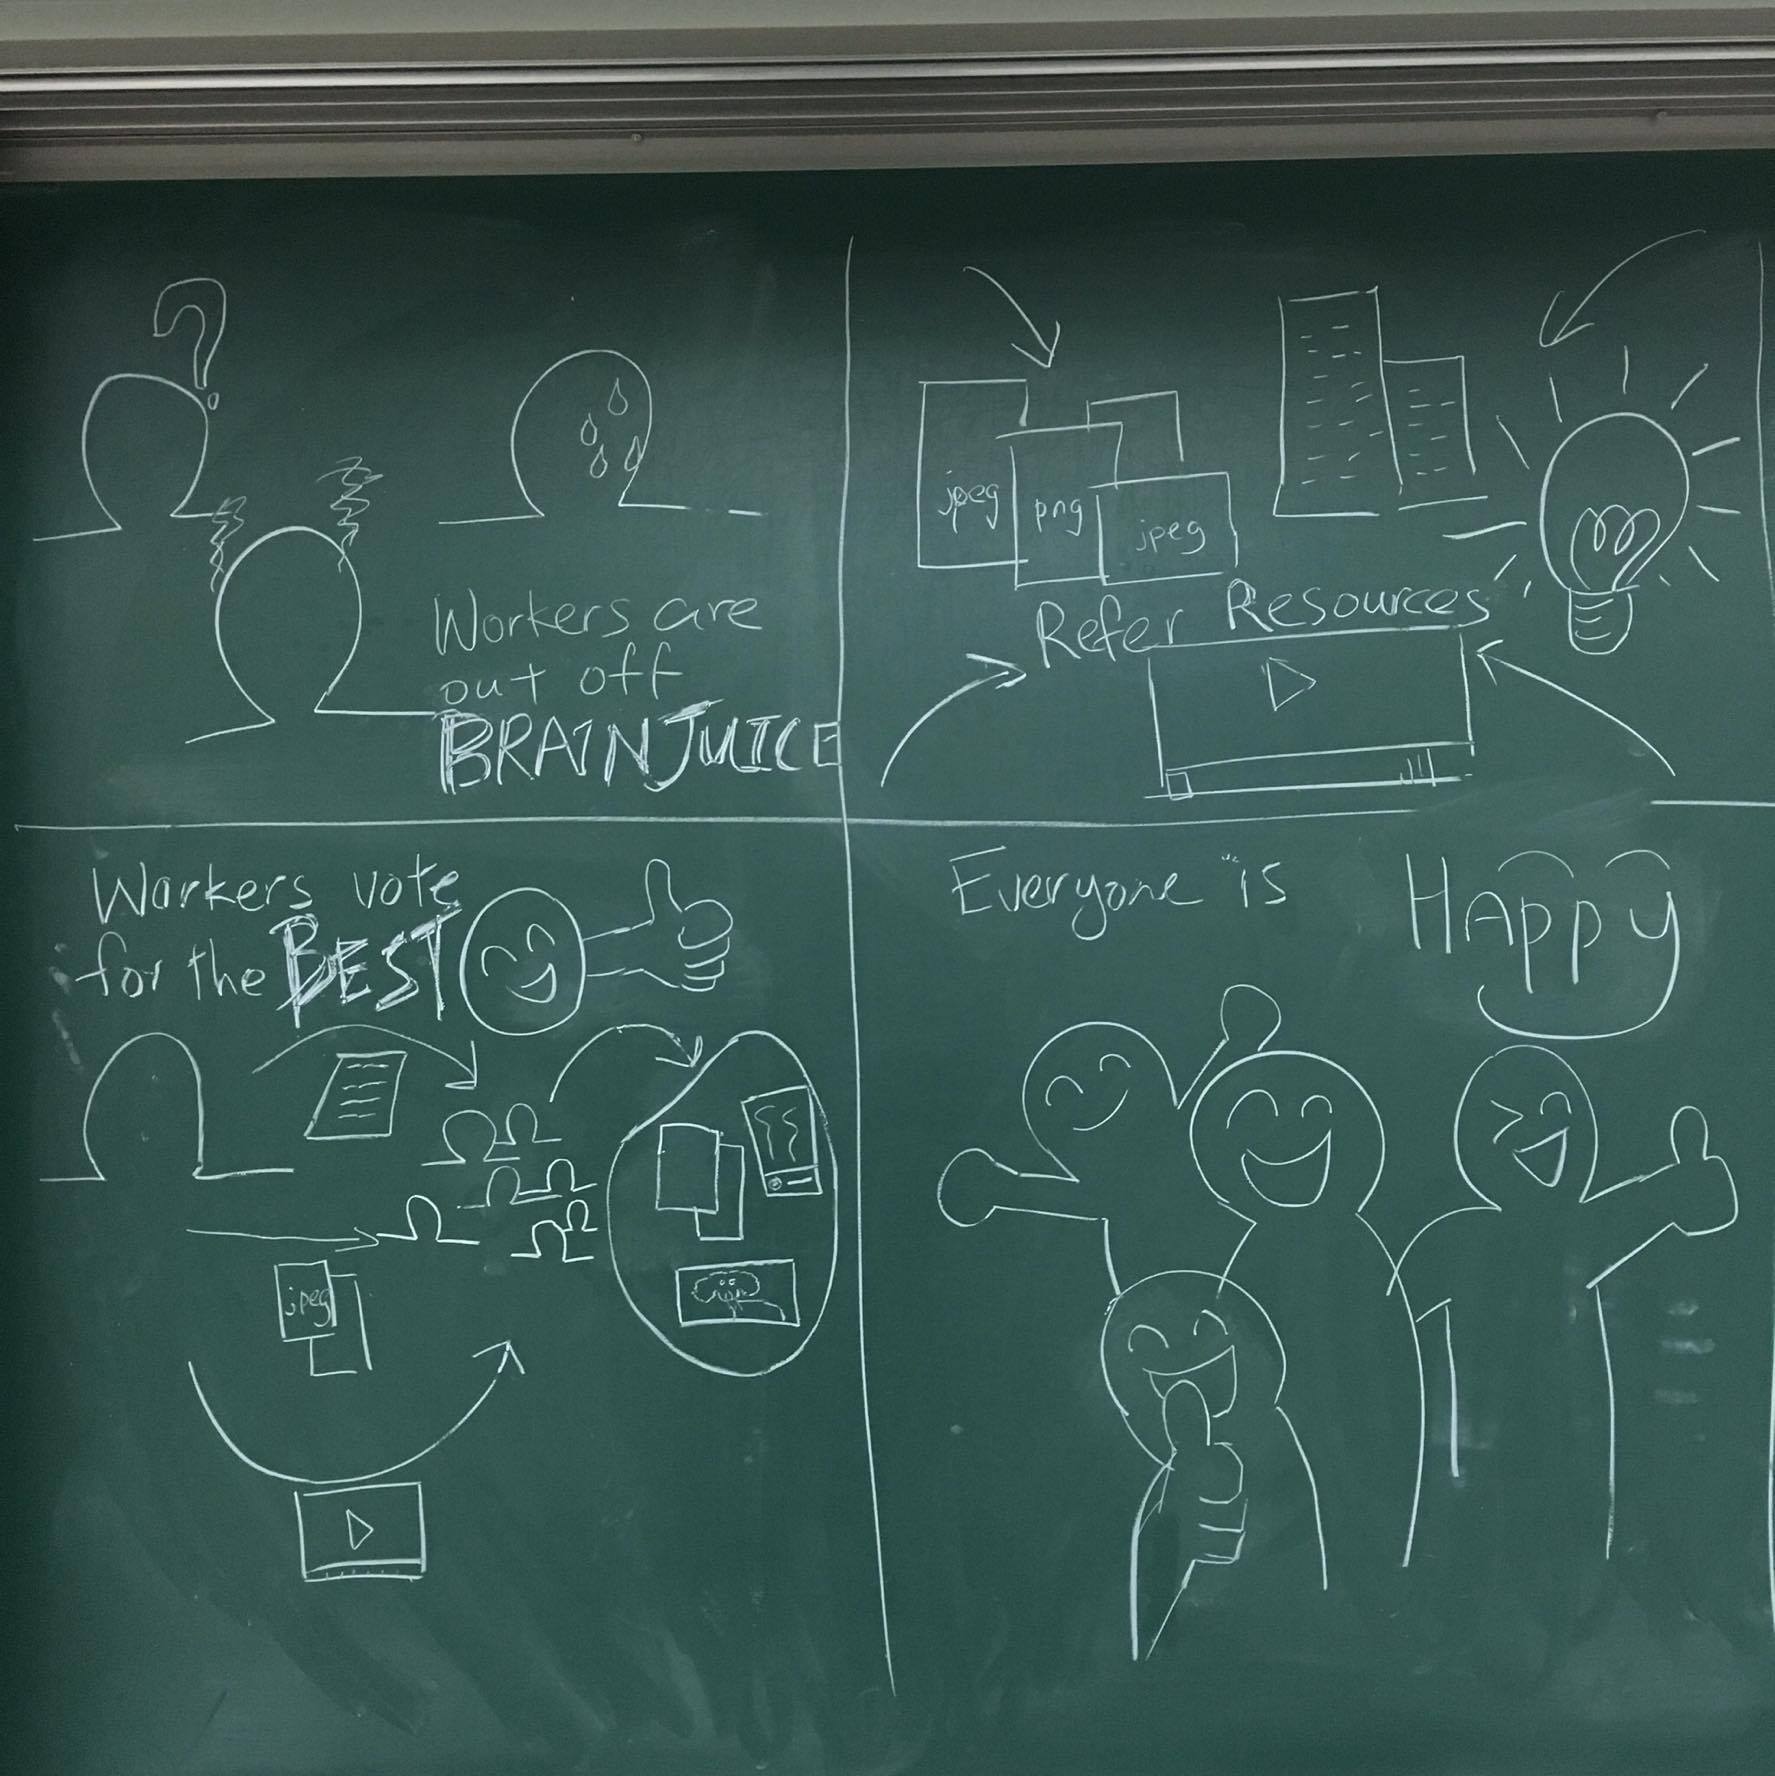 ?
Workers are
out off
BRAINJUICE
jpeg
png
jpeg
Refer Resources
Workers vote
for the BEST
jpeg
Everyone is
Happy